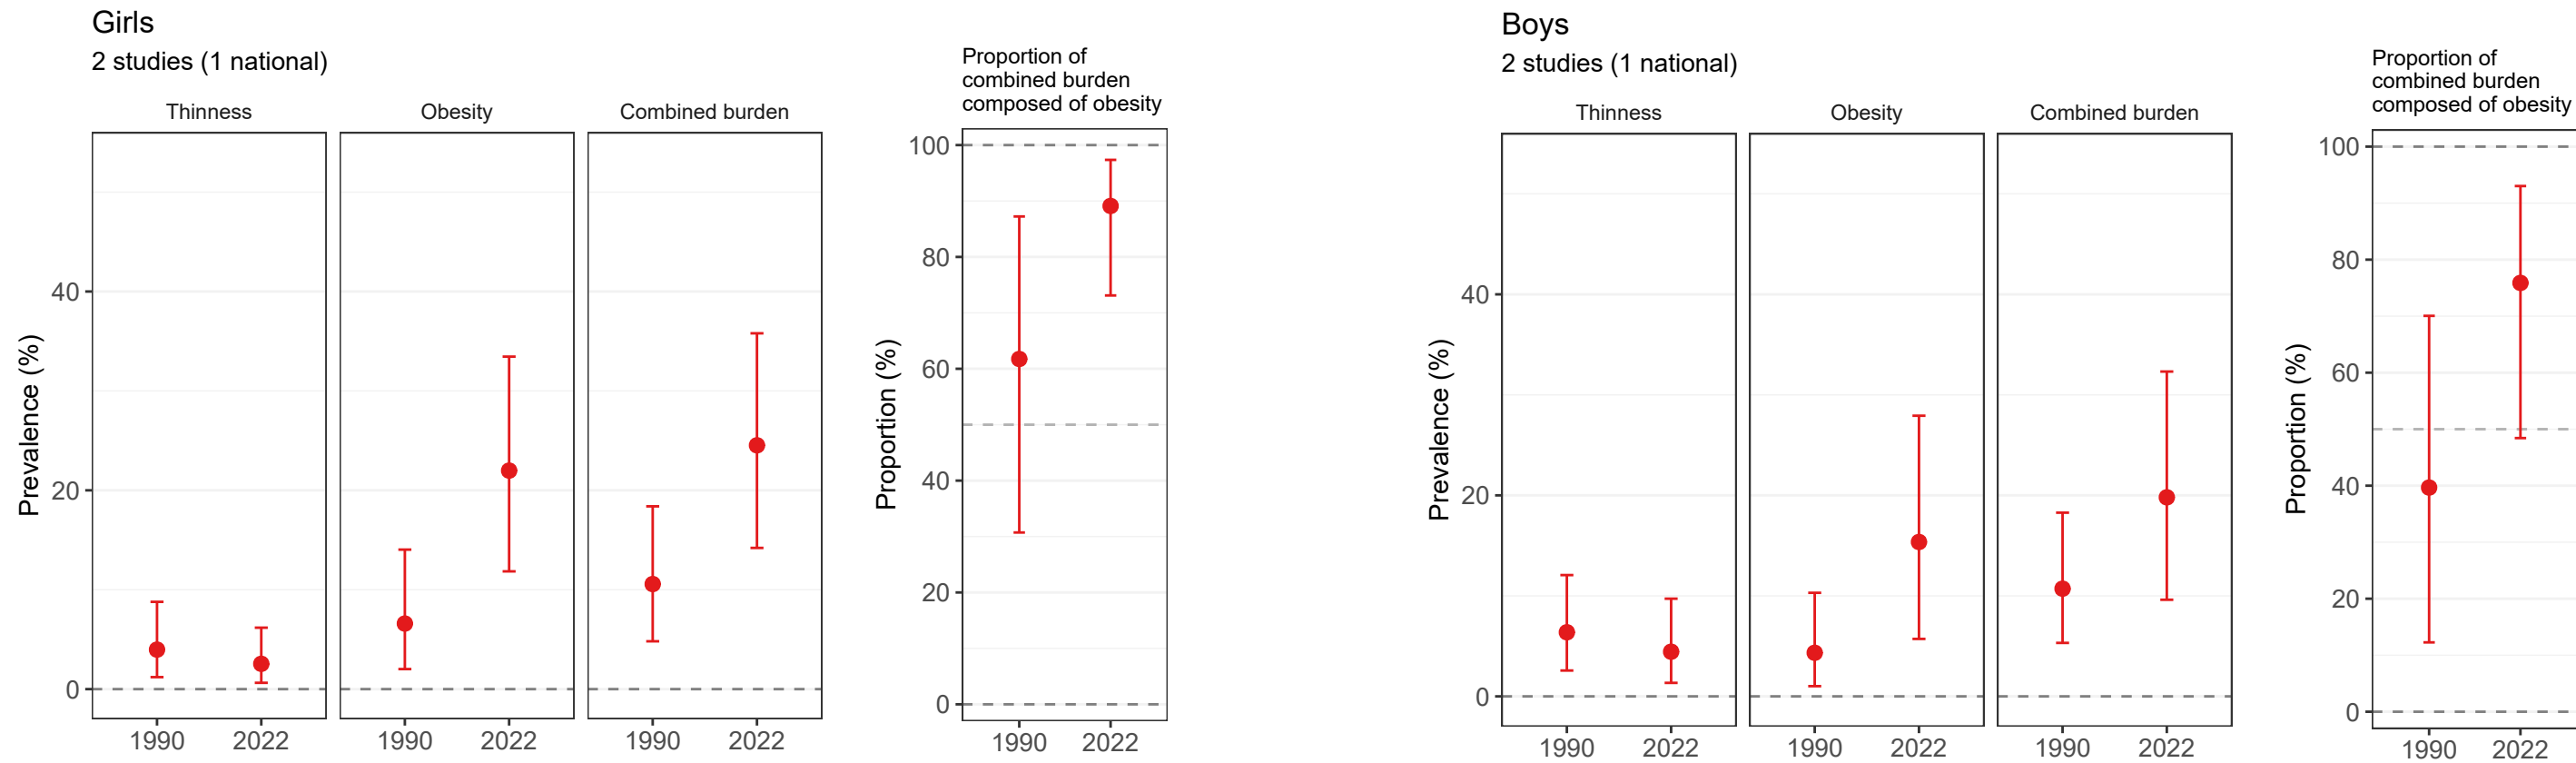 Girls
2 studies (1 national)
Thinness
Obesity
Combined burden
Prevalence (%)
40
20
0
1990 2022
1990 2022
1990 2022
Proportion of
combined burden
composed of obesity
Proportion (%)
100
80
60
40
20
0
1990 2022
Boys
2 studies (1 national)
Thinness
Obesity
Combined burden
Prevalence (%)
40
20
0
1990 2022
1990 2022
1990 2022
Proportion of
combined burden
composed of obesity
Proportion (%)
100
80
60
40
20
0
1990 2022